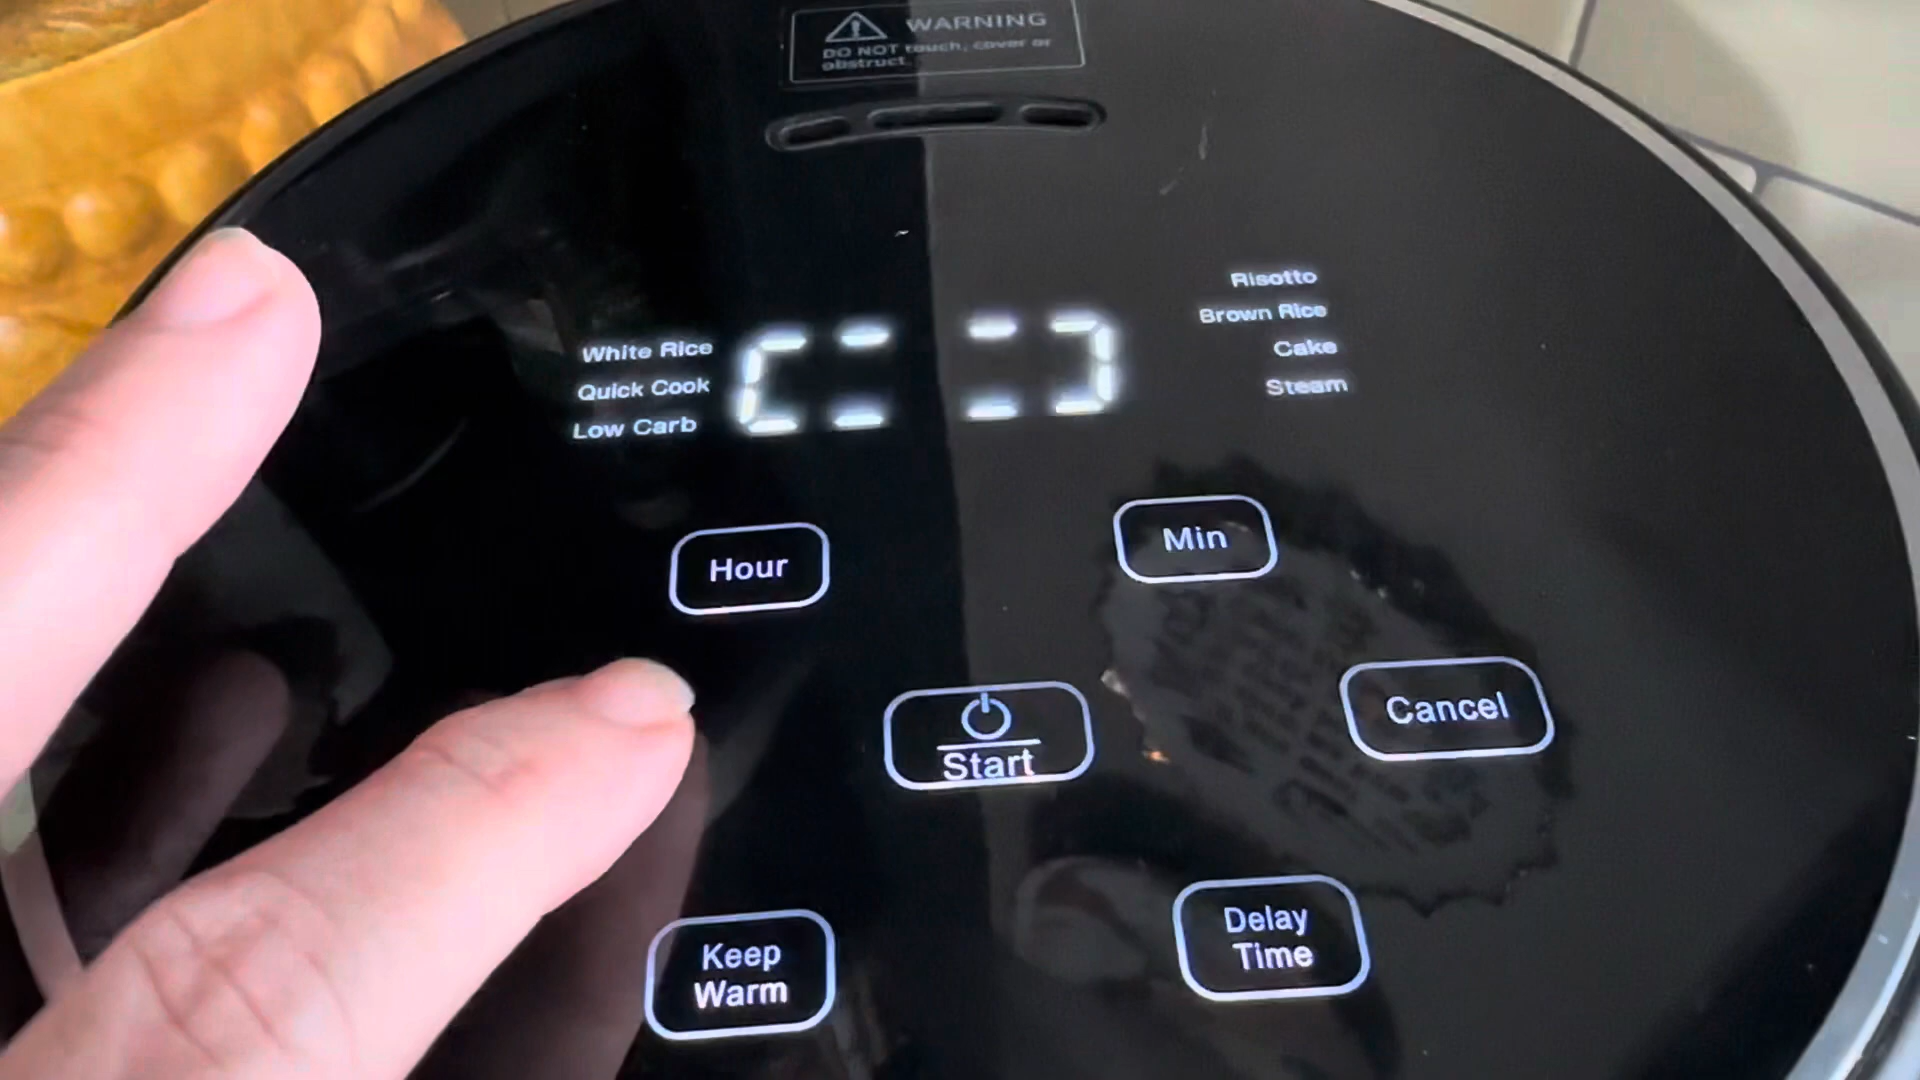 WARNING
DO NOT touch, cover or
obstruct.
Risotto
Brown Rice
Cake
Steam
White Rice
Quick Cook
Low Carb
Hour
Min
Start
Cancel
Keep
Warm
Delay
Time